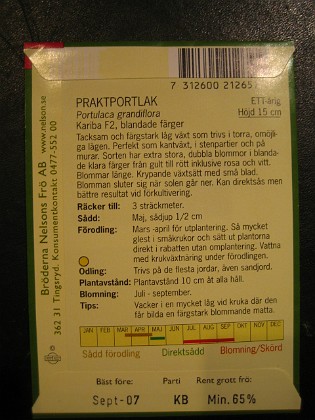 7 312600 21265
PRAKTPORTLAK
ETT-årig
Portulaca grandiflora
Höjd 15 cm
Kariba F2, blandade färger
Tacksam och färgstark låg växt som trivs i torra, omöjli-
ga lägen. Perfekt som kantväxt, i stenpartier och på
murar. Sorten har extra stora, dubbla blommor i blanda-
de klara färger från gult till rött inklusive rosa och vitt.
Blommar länge. Krypande växtsätt med små blad.
Blomman sluter sig när solen går ner. Kan direktsås men
bättre resultat vid förkultivering.
Räcker till: 3 sträckmeter.
Sådd: Maj, sådjup 1/2 cm
Förodling: Mars-april för utplantering. Så mycket
glest i småkrukor och sätt ut plantorna
direkt i rabatten utan omplantering. Vattna
med krukväxtnäring under förodlingen.
Odling: Trivs på de flesta jordar, även sandjord.
Plantavstånd: Plantavstånd 10 cm åt alla håll.
Blomning: Juli - september.
Tips: Vacker i en mycket låg vid kruka där den
får bilda en färgstark blommande matta.
JAN FEB MAR APR MAJ JUN JUL AUG SEP OKT NOV DEC
Sådd förodling Direktsådd Blomning/Skörd
Bäst före: Parti Rent grott frö:
Sept-07 KB Min. 65%
Bröderna Nelsons Frö AB www.nelson.se
362 31 Tingsryd. Konsumentkontakt 0477-552 00